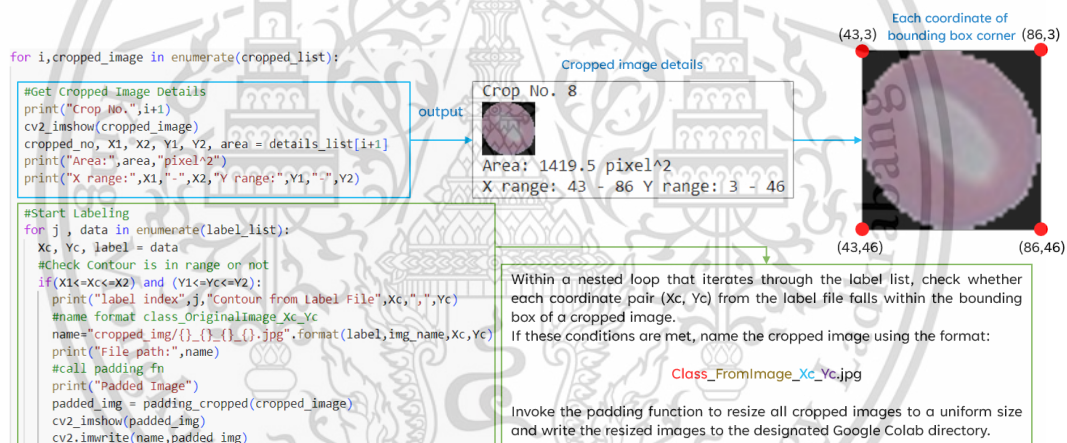 for i,cropped_image in enumerate(cropped_list):
#Get Cropped Image Details
print("Crop No.",i+1)
cv2_imshow(cropped_image)
cropped_no, X1, X2, Y1, Y2, area = details_list[i+1]
print("Area:",area,"pixel^2")
print("X range:",X1,"-",X2,"Y range:",Y1,"-",Y2)
output
Cropped image details
Crop No. 8
Area: 1419.5 pixel^2
X range: 43 - 86 Y range: 3 - 46
Each coordinate of
bounding box corner
(43,3)
(86,3)
(43,46)
(86,46)
#Start Labeling
for j , data in enumerate(label_list):
Xc, Yc, label = data
#Check Contour is in range or not
if(X1<=Xc<=X2) and (Y1<=Yc<=Y2):
print("label index",j,"Contour from Label File",Xc,",",Yc)
#name format class_OriginalImage_Xc_Yc
name="cropped_img/{}_{}_{}_{}.jpg".format(label,img_name,Xc,Yc)
print("File path:",name)
#call padding fn
print("Padded Image")
padded_img = padding_cropped(cropped_image)
cv2_imshow(padded_img)
cv2.imwrite(name,padded_img)
Within a nested loop that iterates through the label list, check whether
each coordinate pair (Xc, Yc) from the label file falls within the bounding
box of a cropped image.
If these conditions are met, name the cropped image using the format:
Class_FromImage_Xc_Yc.jpg
Invoke the padding function to resize all cropped images to a uniform size
and write the resized images to the designated Google Colab directory.